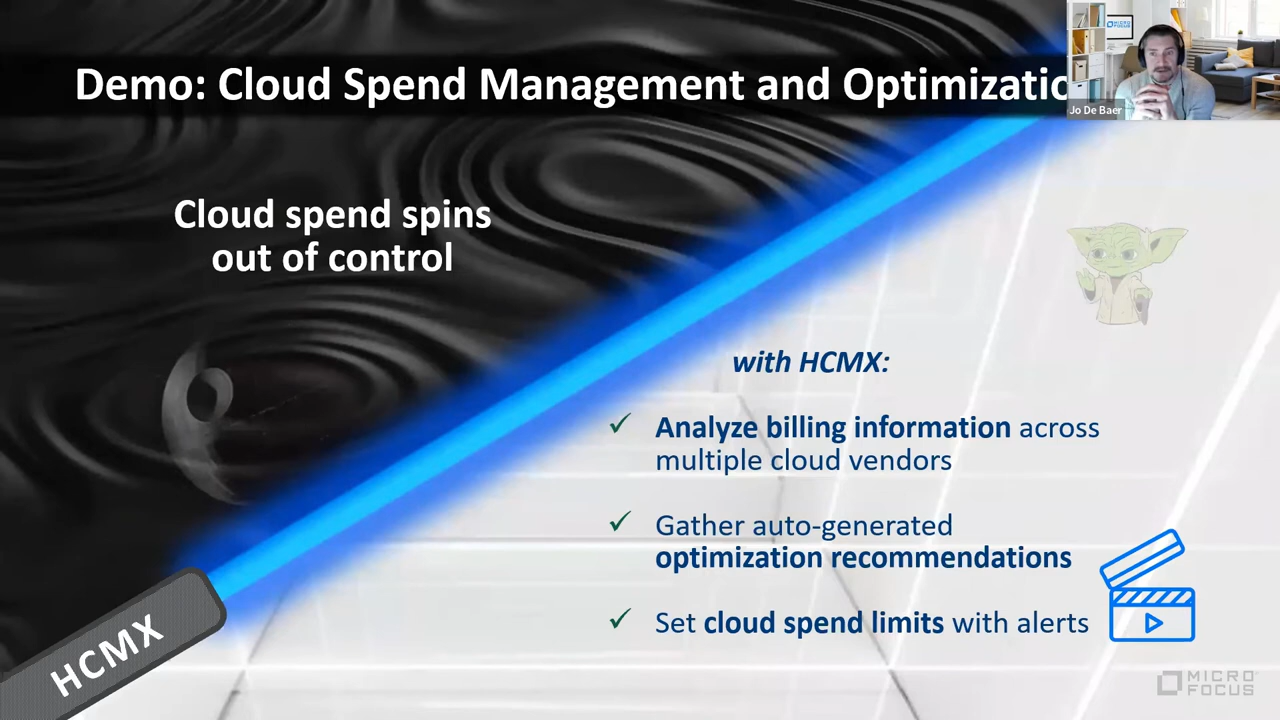 Demo: Cloud Spend Management and Optimizatio
Jo De Baer
Cloud spend spins
out of control
with HCMX:
✓ Analyze billing information across
multiple cloud vendors
✓ Gather auto-generated
optimization recommendations
✓ Set cloud spend limits with alerts
HCMX
MICRO
FOCUS